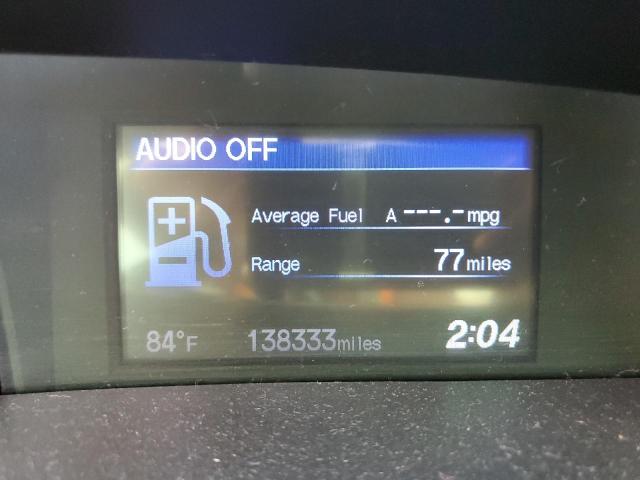 AUDIO OFF
Average Fuel A ---.- mpg
Range 77 miles
84°F 138333 miles 2:04